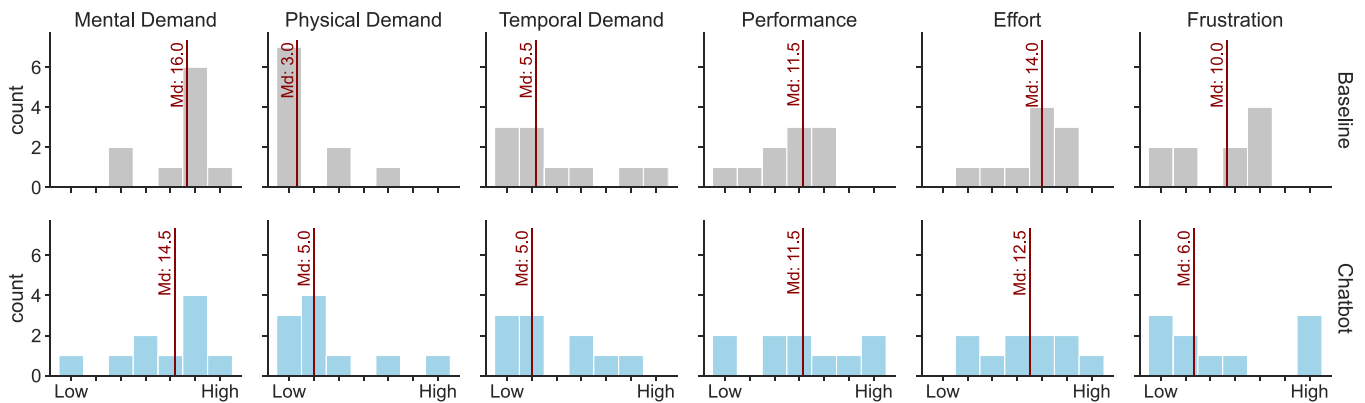 Mental Demand
Physical Demand
Temporal Demand
Performance
Effort
Frustration
count
6
4
2
0
Md: 16.0
Md: 3.0
Md: 5.5
Md: 11.5
Md: 14.0
Md: 10.0
Baseline
count
6
4
2
0
Md: 14.5
Md: 5.0
Md: 5.0
Md: 11.5
Md: 12.5
Md: 6.0
Chatbot
Low High
Low High
Low High
Low High
Low High
Low High